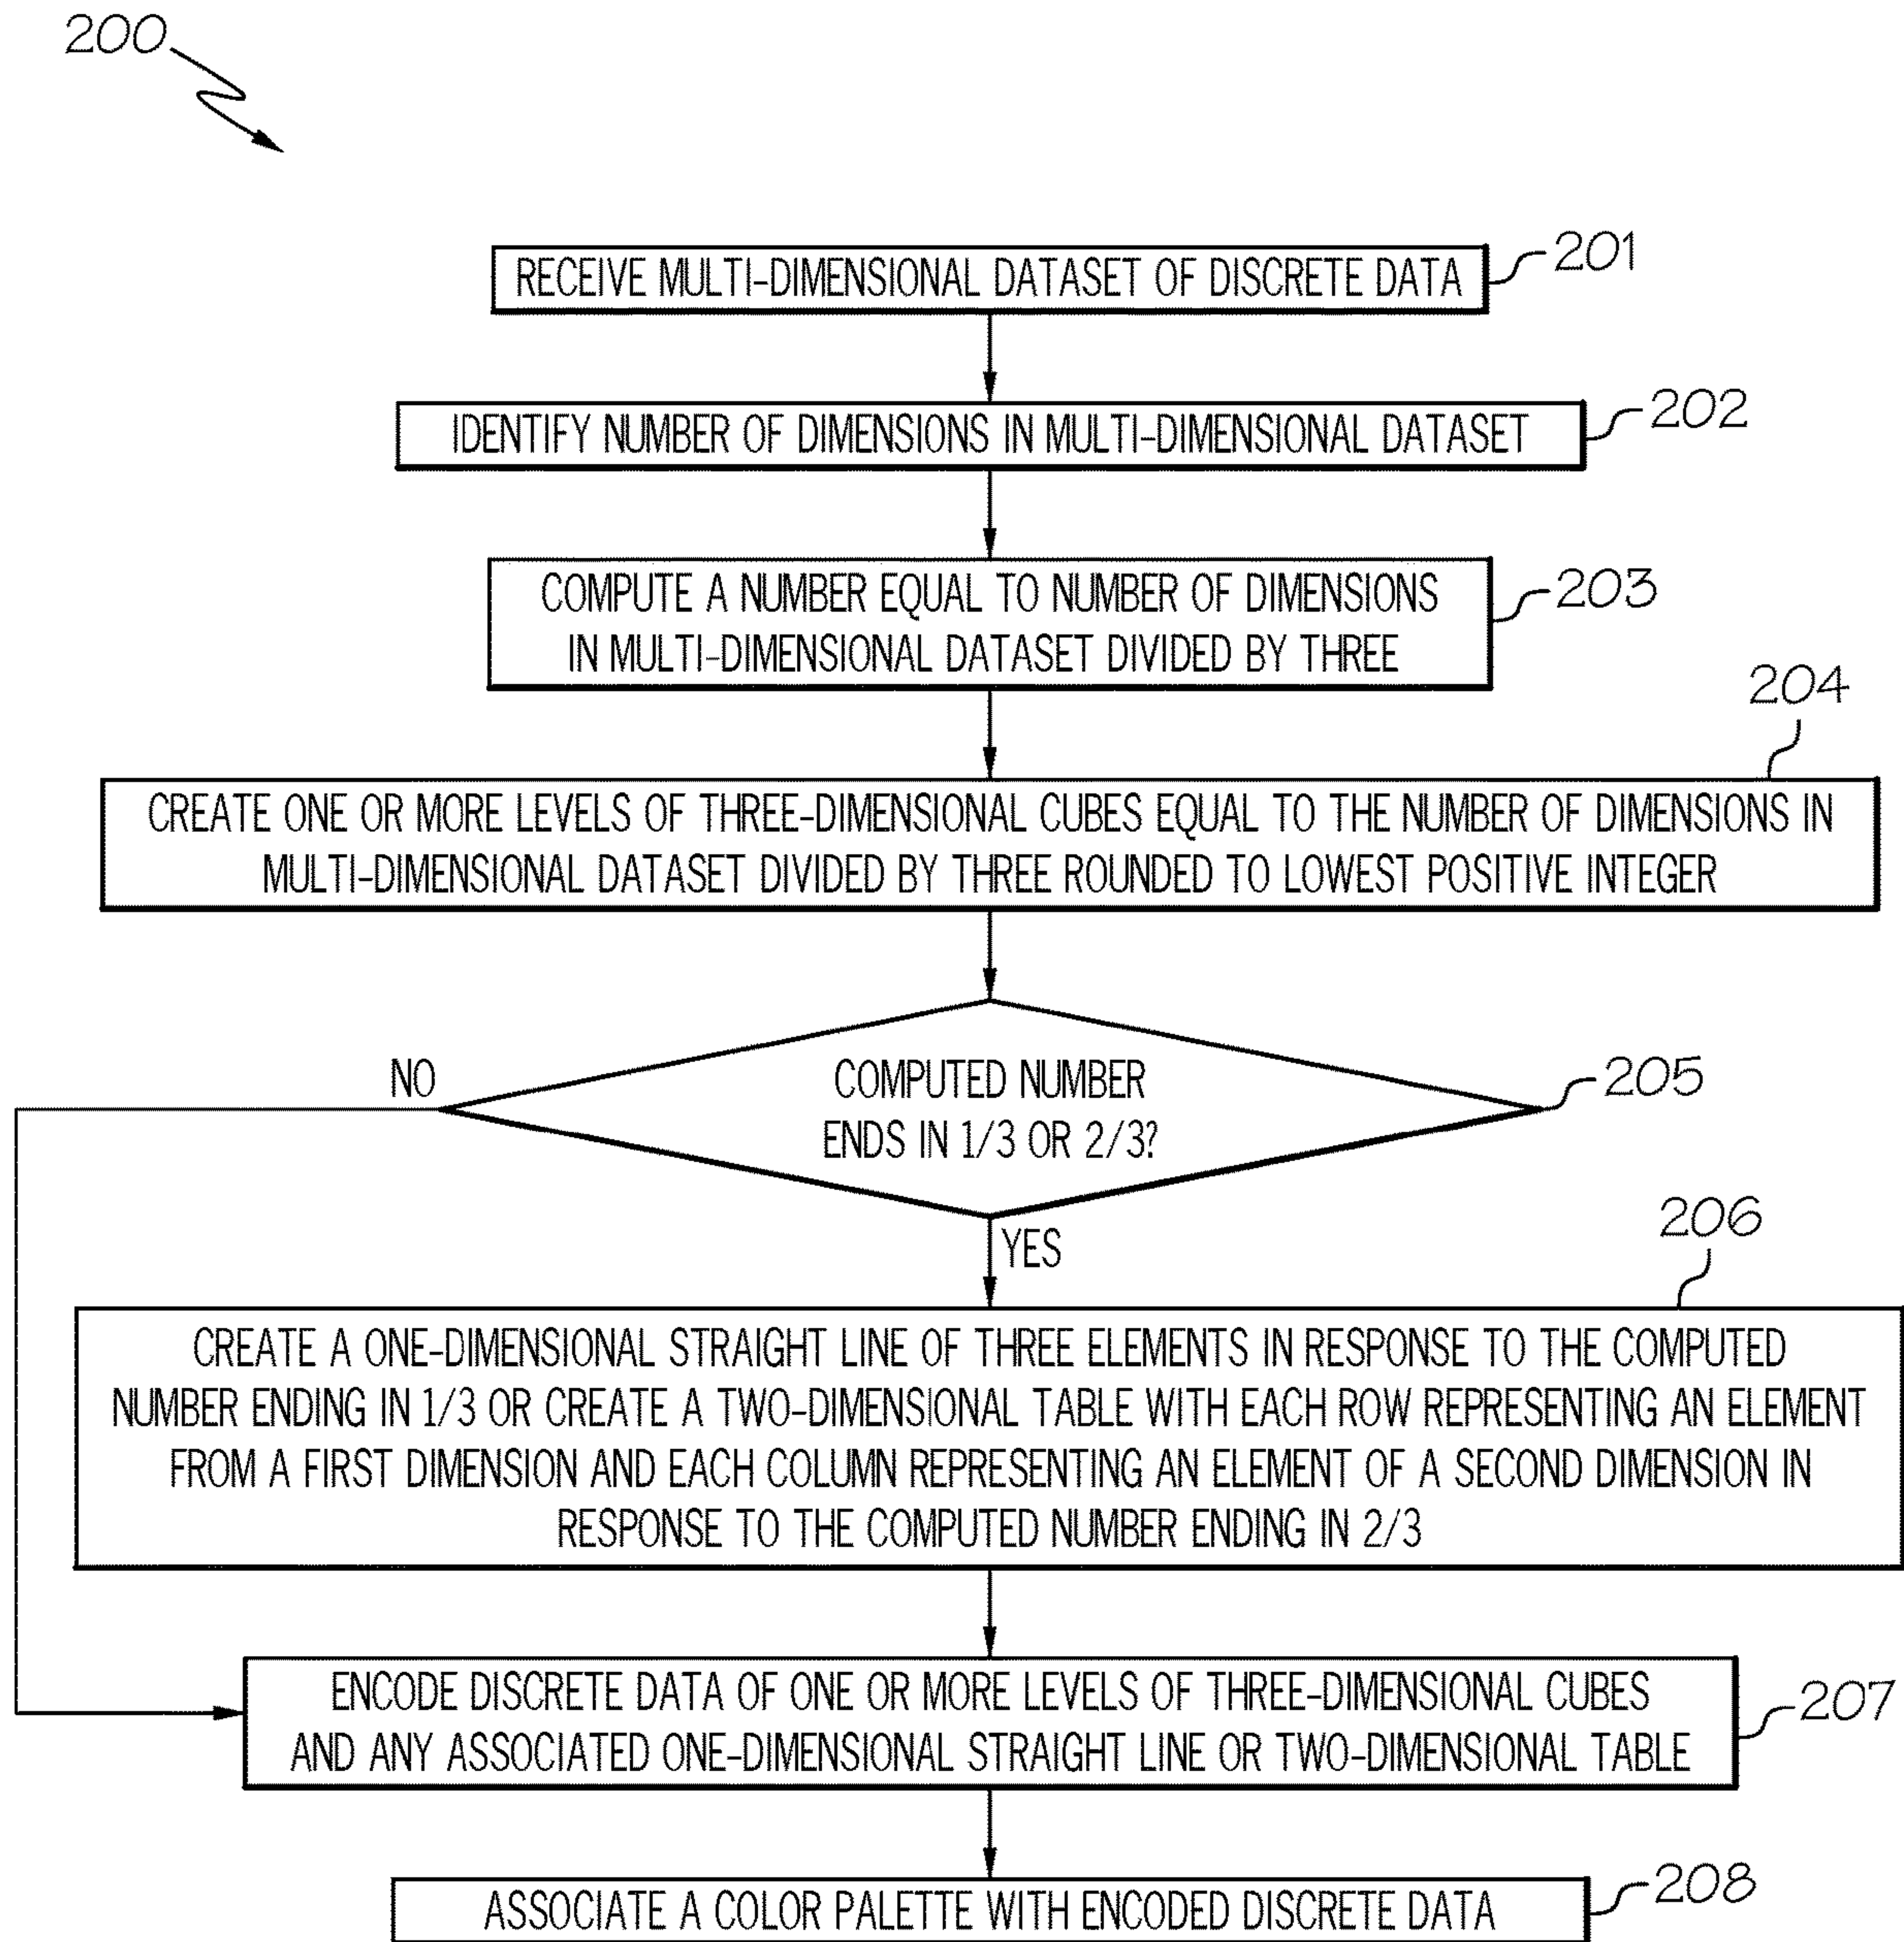 200
RECEIVE MULTI-DIMENSIONAL DATASET OF DISCRETE DATA
201
IDENTIFY NUMBER OF DIMENSIONS IN MULTI-DIMENSIONAL DATASET
202
COMPUTE A NUMBER EQUAL TO NUMBER OF DIMENSIONS
IN MULTI-DIMENSIONAL DATASET DIVIDED BY THREE
203
204
CREATE ONE OR MORE LEVELS OF THREE-DIMENSIONAL CUBES EQUAL TO THE NUMBER OF DIMENSIONS IN
MULTI-DIMENSIONAL DATASET DIVIDED BY THREE ROUNDED TO LOWEST POSITIVE INTEGER
NO
COMPUTED NUMBER
ENDS IN 1/3 OR 2/3?
205
YES
206
CREATE A ONE-DIMENSIONAL STRAIGHT LINE OF THREE ELEMENTS IN RESPONSE TO THE COMPUTED
NUMBER ENDING IN 1/3 OR CREATE A TWO-DIMENSIONAL TABLE WITH EACH ROW REPRESENTING AN ELEMENT
FROM A FIRST DIMENSION AND EACH COLUMN REPRESENTING AN ELEMENT OF A SECOND DIMENSION IN
RESPONSE TO THE COMPUTED NUMBER ENDING IN 2/3
ENCODE DISCRETE DATA OF ONE OR MORE LEVELS OF THREE-DIMENSIONAL CUBES
AND ANY ASSOCIATED ONE-DIMENSIONAL STRAIGHT LINE OR TWO-DIMENSIONAL TABLE
207
ASSOCIATE A COLOR PALETTE WITH ENCODED DISCRETE DATA
208